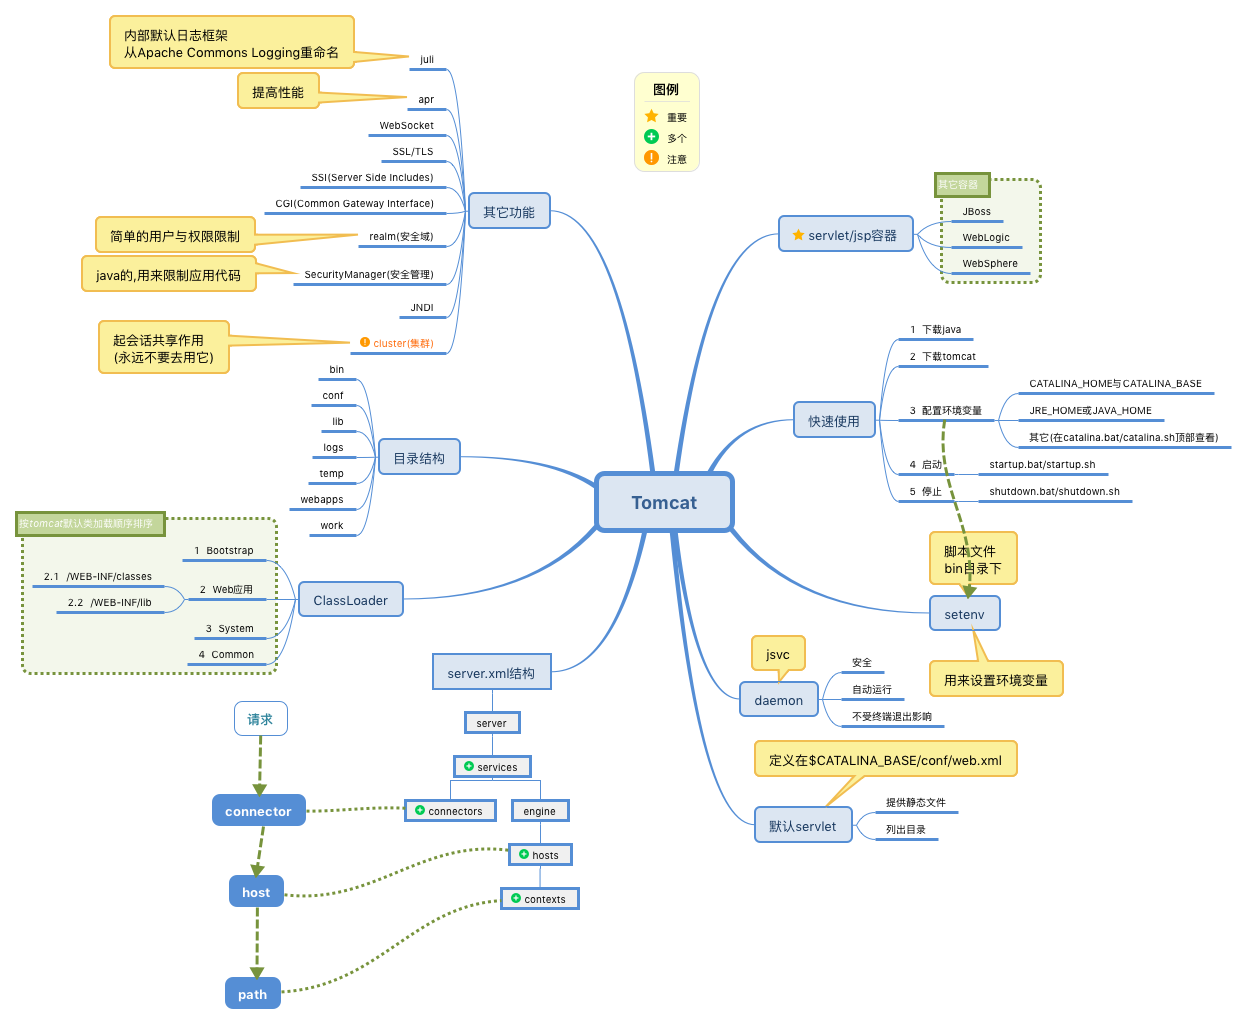 内部默认日志框架
从Apache Commons Logging重命名
juli
提高性能
apr
WebSocket
SSL/TLS
SSI(Server Side Includes)
CGI(Common Gateway Interface)
简单的用户与权限限制
realm(安全域)
java的,用来限制应用代码
SecurityManager(安全管理)
JNDI
起会话共享作用
(永远不要去用它)
cluster(集群)
其它功能
图例
重要
多个
注意
servlet/jsp容器
其它容器
JBoss
WebLogic
WebSphere
快速使用
1 下载java
2 下载tomcat
3 配置环境变量
CATALINA_HOME与CATALINA_BASE
JRE_HOME或JAVA_HOME
其它(在catalina.bat/catalina.sh顶部查看)
4 启动
startup.bat/startup.sh
5 停止
shutdown.bat/shutdown.sh
bin
conf
lib
logs
temp
webapps
work
目录结构
Tomcat
脚本文件
bin目录下
setenv
用来设置环境变量
按tomcat默认类加载顺序排序
1 Bootstrap
2.1 /WEB-INF/classes
2.2 /WEB-INF/lib
2 Web应用
3 System
4 Common
ClassLoader
server.xml结构
server
services
connectors
engine
hosts
contexts
请求
connector
host
path
jsvc
daemon
安全
自动运行
不受终端退出影响
定义在$CATALINA_BASE/conf/web.xml
默认servlet
提供静态文件
列出目录